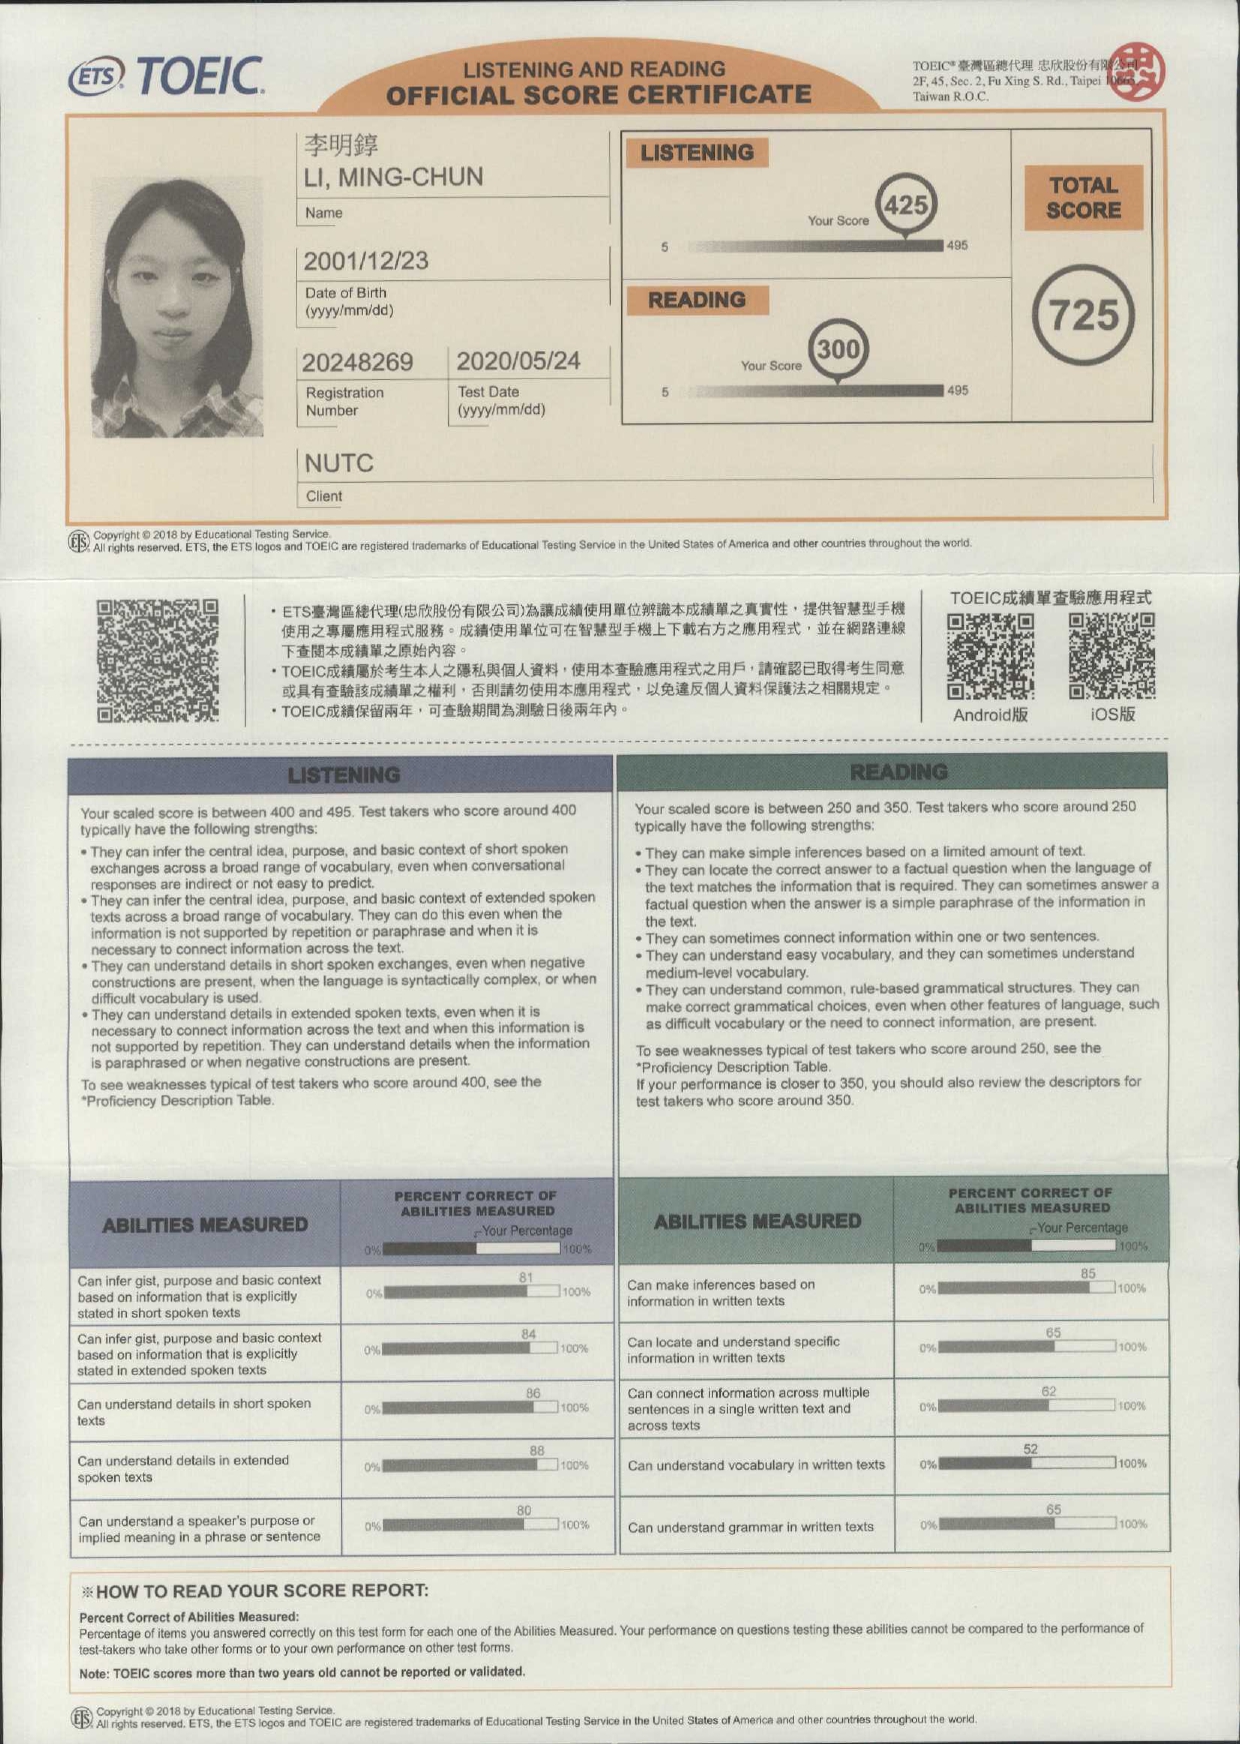 ETS TOEIC
LISTENING AND READING
OFFICIAL SCORE CERTIFICATE
TOEIC® 臺灣區總代理 忠欣股份有限公司
2F, 45, Sec. 2, Fu Xing S. Rd., Taipei
Taiwan R.O.C.
李明錞
LI, MING-CHUN
Name
2001/12/23
Date of Birth
(yyyy/mm/dd)
20248269 2020/05/24
Registration Number
Test Date
(yyyy/mm/dd)
NUTC
Client
LISTENING
Your Score 425
5 495
READING
Your Score 300
5 495
TOTAL
SCORE
725
ETS Copyright © 2018 by Educational Testing Service.
All rights reserved. ETS, the ETS logos and TOEIC are registered trademarks of Educational Testing Service in the United States of America and other countries throughout the world.
・ETS臺灣區總代理(忠欣股份有限公司)為讓成績使用單位辨識本成績單之真實性，提供智慧型手機
使用之專屬應用程式服務。成績使用單位可在智慧型手機上下載右方之應用程式，並在網路連線
下查閱本成績單之原始內容。
・TOEIC成績屬於考生本人之隱私與個人資料，使用本查驗應用程式之用戶，請確認已取得考生同意
或具有查驗該成績單之權利，否則請勿使用本應用程式，以免違反個人資料保護法之相關規定。
・TOEIC成績保留兩年，可查驗期間為測驗日後兩年內。
TOEIC成績單查驗應用程式
Android版 iOS版
LISTENING
Your scaled score is between 400 and 495. Test takers who score around 400
typically have the following strengths:
• They can infer the central idea, purpose, and basic context of short spoken
exchanges across a broad range of vocabulary, even when conversational
responses are indirect or not easy to predict.
• They can infer the central idea, purpose, and basic context of extended spoken
texts across a broad range of vocabulary. They can do this even when the
information is not supported by repetition or paraphrase and when it is
necessary to connect information across the text.
• They can understand details in short spoken exchanges, even when negative
constructions are present, when the language is syntactically complex, or when
difficult vocabulary is used.
• They can understand details in extended spoken texts, even when it is
necessary to connect information across the text and when this information is
not supported by repetition. They can understand details when the information
is paraphrased or when negative constructions are present.
To see weaknesses typical of test takers who score around 400, see the
*Proficiency Description Table.
READING
Your scaled score is between 250 and 350. Test takers who score around 250
typically have the following strengths:
• They can make simple inferences based on a limited amount of text.
• They can locate the correct answer to a factual question when the language of
the text matches the information that is required. They can sometimes answer a
factual question when the answer is a simple paraphrase of the information in
the text.
• They can sometimes connect information within one or two sentences.
• They can understand easy vocabulary, and they can sometimes understand
medium-level vocabulary.
• They can understand common, rule-based grammatical structures. They can
make correct grammatical choices, even when other features of language, such
as difficult vocabulary or the need to connect information, are present.
To see weaknesses typical of test takers who score around 250, see the
*Proficiency Description Table.
If your performance is closer to 350, you should also review the descriptors for
test takers who score around 350.
ABILITIES MEASURED
PERCENT CORRECT OF
ABILITIES MEASURED
Your Percentage
0% 100%
Can infer gist, purpose and basic context
based on information that is explicitly
stated in short spoken texts
81
0% 100%
Can infer gist, purpose and basic context
based on information that is explicitly
stated in extended spoken texts
84
0% 100%
Can understand details in short spoken
texts
86
0% 100%
Can understand details in extended
spoken texts
88
0% 100%
Can understand a speaker's purpose or
implied meaning in a phrase or sentence
80
0% 100%
ABILITIES MEASURED
PERCENT CORRECT OF
ABILITIES MEASURED
Your Percentage
0% 100%
Can make inferences based on
information in written texts
85
0% 100%
Can locate and understand specific
information in written texts
65
0% 100%
Can connect information across multiple
sentences in a single written text and
across texts
62
0% 100%
Can understand vocabulary in written texts
52
0% 100%
Can understand grammar in written texts
65
0% 100%
※HOW TO READ YOUR SCORE REPORT:
Percent Correct of Abilities Measured:
Percentage of items you answered correctly on this test form for each one of the Abilities Measured. Your performance on questions testing these abilities cannot be compared to the performance of
test-takers who take other forms or to your own performance on other test forms.
Note: TOEIC scores more than two years old cannot be reported or validated.
ETS Copyright © 2018 by Educational Testing Service.
All rights reserved. ETS, the ETS logos and TOEIC are registered trademarks of Educational Testing Service in the United States of America and other countries throughout the world.